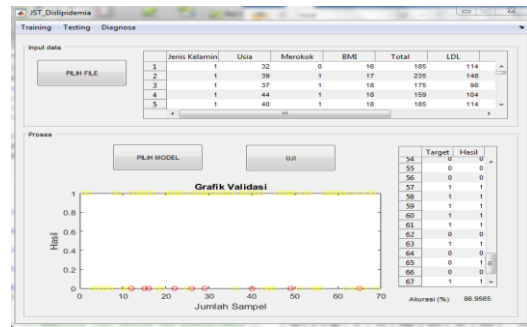 JST_Dislipidemia
Training Testing Diagnosa
Input data
PILIH FILE
Jenis Kelamin Usia Merokok BMI Total LDL
1 1 32 0 16 185 114
2 1 39 1 17 235 148
3 1 37 1 18 175 98
4 1 44 1 18 159 104
5 1 40 1 18 185 114
Proses
PILIH MODEL
UJI
Target Hasil
54 0 0
55 0 0
56 0 0
57 1 1
58 1 1
59 1 1
60 1 1
61 1 1
62 0 0
63 1 1
64 0 0
65 0 1
66 0 0
67 1 1
Akurasi (%) 86.9565
Grafik Validasi
Hasil
1
0.8
0.6
0.4
0.2
0
0 10 20 30 40 50 60 70
Jumlah Sampel